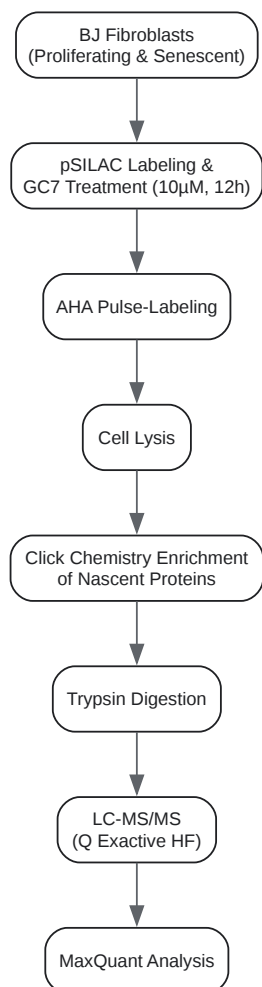 BJ Fibroblasts
(Proliferating & Senescent)
pSILAC Labeling &
GC7 Treatment (10µM, 12h)
AHA Pulse-Labeling
Cell Lysis
Click Chemistry Enrichment
of Nascent Proteins
Trypsin Digestion
LC-MS/MS
(Q Exactive HF)
MaxQuant Analysis